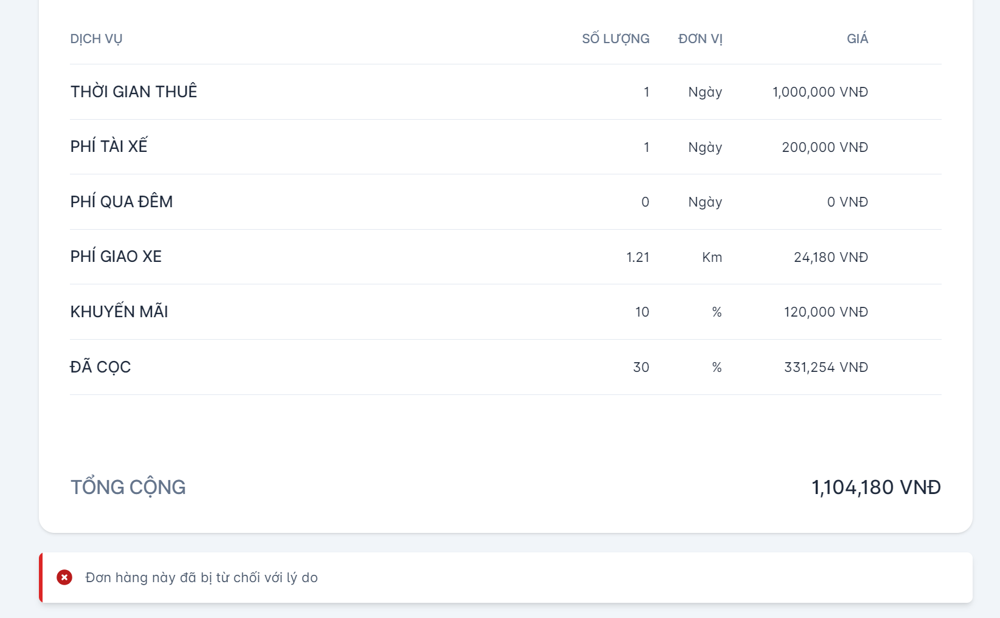 DỊCH VỤ SỐ LƯỢNG ĐƠN VỊ GIÁ
THỜI GIAN THUÊ 1 Ngày 1,000,000 VNĐ
PHÍ TÀI XẾ 1 Ngày 200,000 VNĐ
PHÍ QUA ĐÊM 0 Ngày 0 VNĐ
PHÍ GIAO XE 1.21 Km 24,180 VNĐ
KHUYẾN MÃI 10 % 120,000 VNĐ
ĐÃ CỌC 30 % 331,254 VNĐ
TỔNG CỘNG 1,104,180 VNĐ
Đơn hàng này đã bị từ chối với lý do